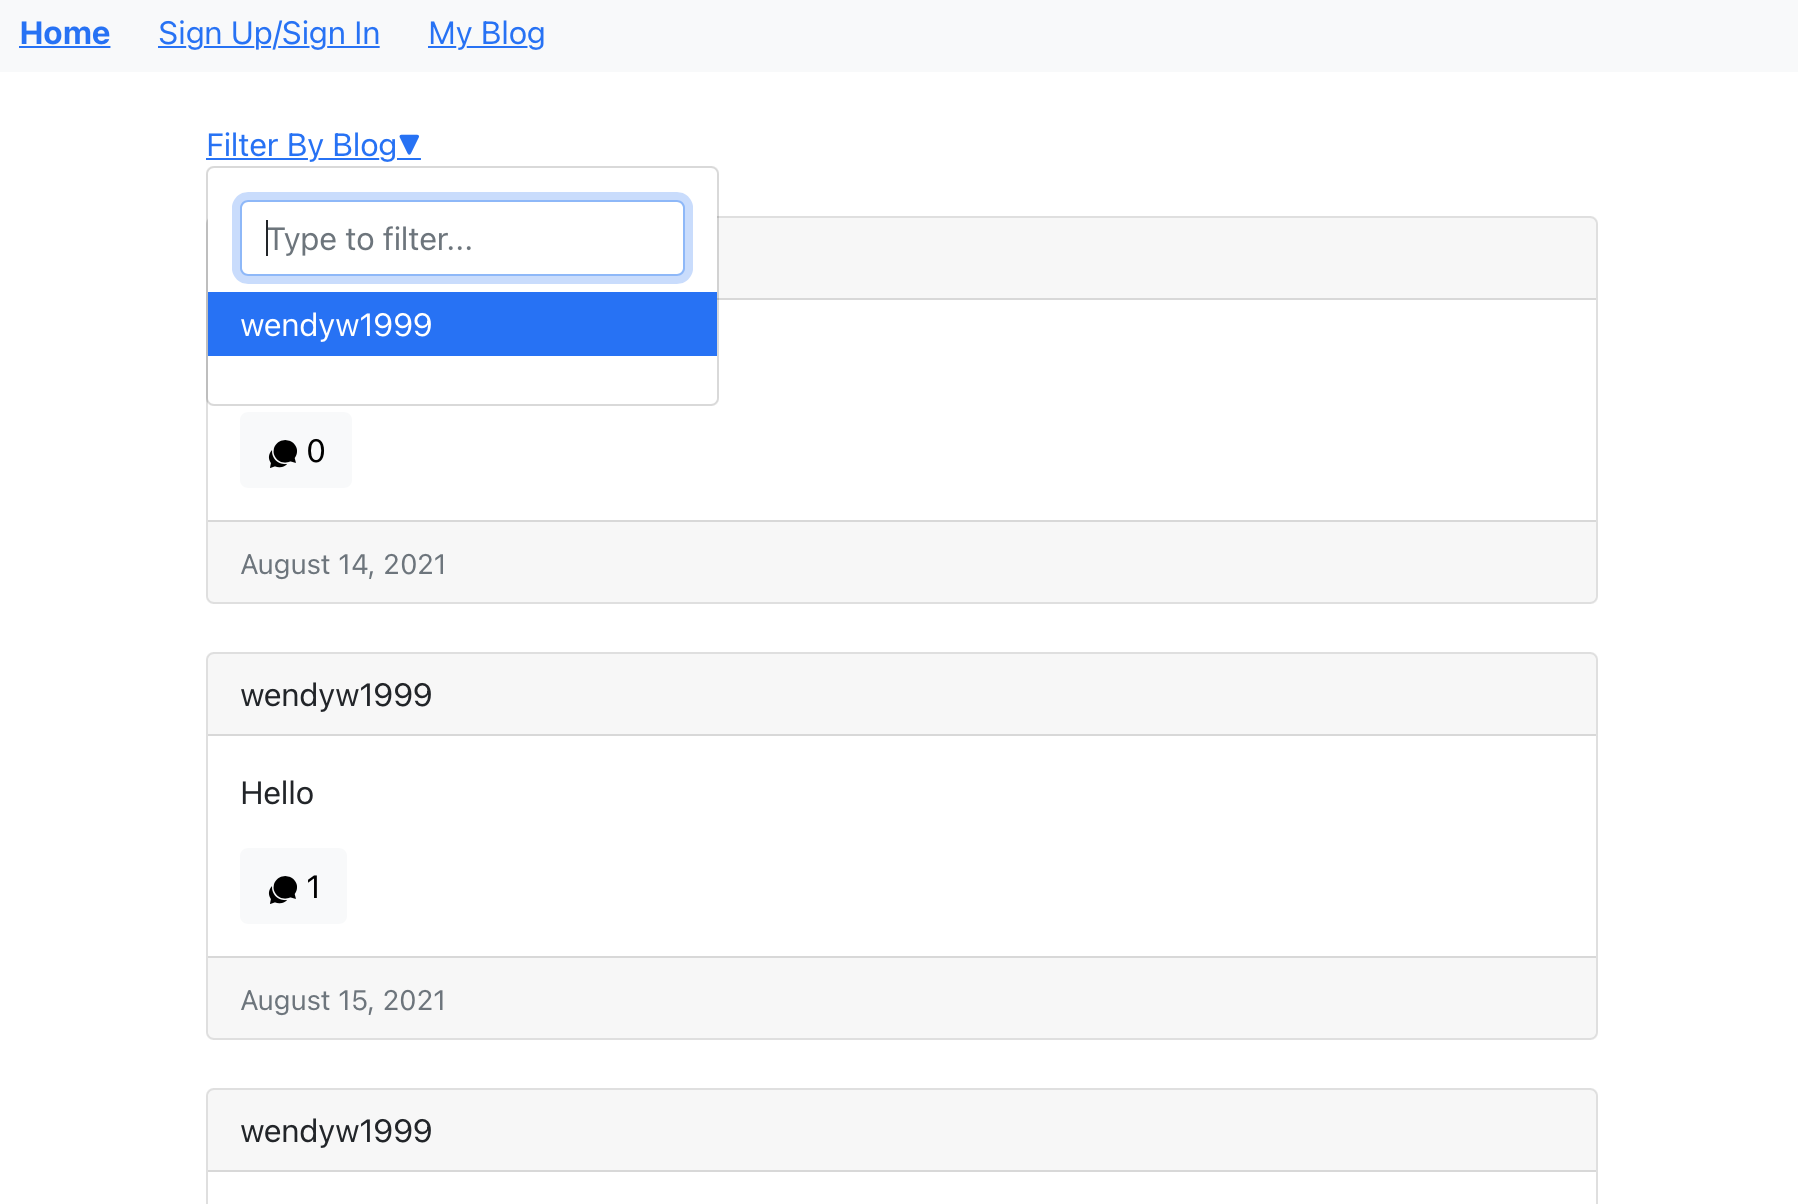 Home Sign Up/Sign In My Blog
Filter By Blog▼
Type to filter...
wendyw1999
0
August 14, 2021
wendyw1999
Hello
1
August 15, 2021
wendyw1999